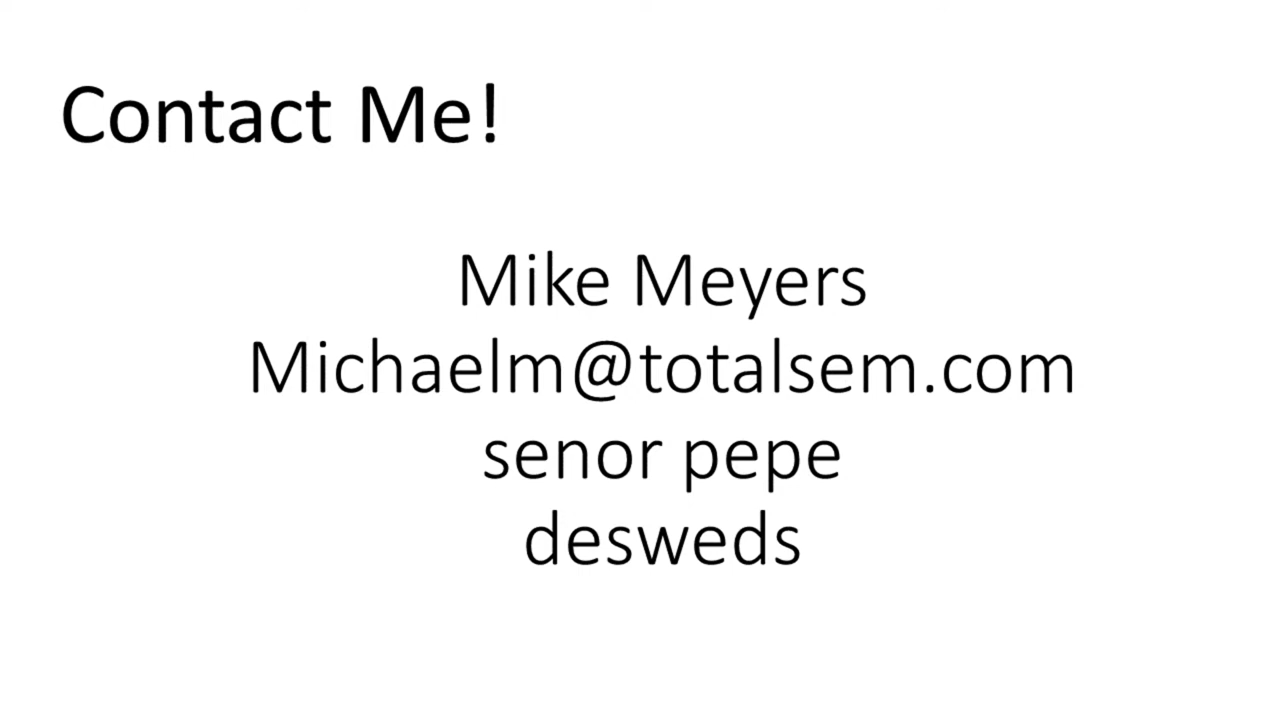 Contact Me!
Mike Meyers
Michaelm@totalsem.com
senor pepe
desweds